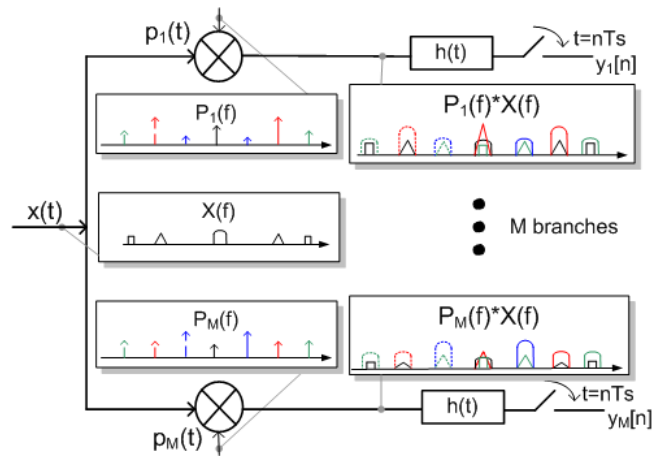 p1(t)
h(t)
t=nTs
y1[n]
P1(f)
P1(f)*X(f)
x(t)
X(f)
M branches
PM(f)
PM(f)*X(f)
pM(t)
h(t)
t=nTs
yM[n]